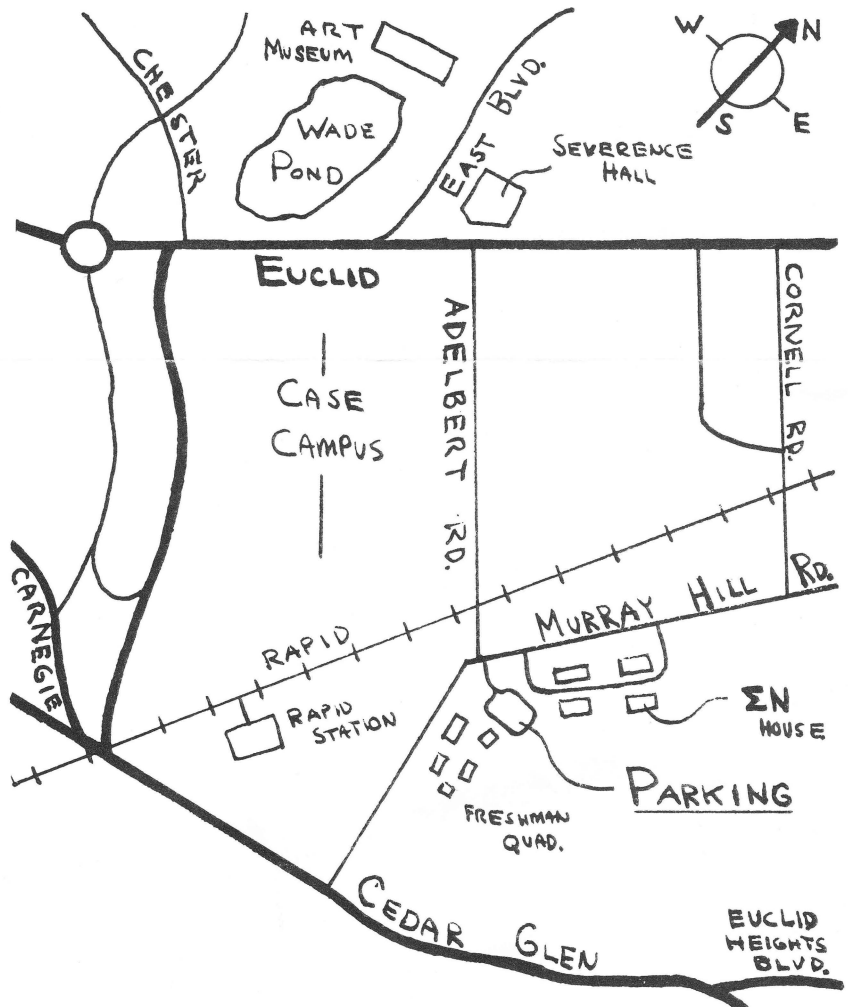 ART
MUSEUM
W
N
S
E
CHESTER
WADE
POND
EAST BLVD.
SEVERENCE
HALL
EUCLID
ADELBERT RD.
CORNELL RD.
CASE
CAMPUS
CARNEGIE
RAPID
MURRAY HILL RD.
RAPID
STATION
ΣN
HOUSE
PARKING
FRESHMAN
QUAD.
CEDAR GLEN
EUCLID
HEIGHTS
BLVD.